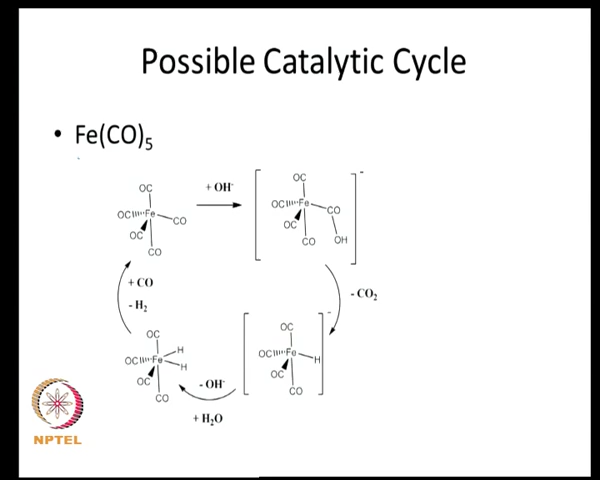 Possible Catalytic Cycle
• Fe(CO)5
OC
OC Fe CO
OC
CO
+ OH-
OC
OC Fe CO
OC
CO OH
-
- CO2
OC
OC Fe H
OC
CO
-
- OH-
+ H2O
OC
OC Fe H
H
OC
CO
+ CO
- H2
NPTEL